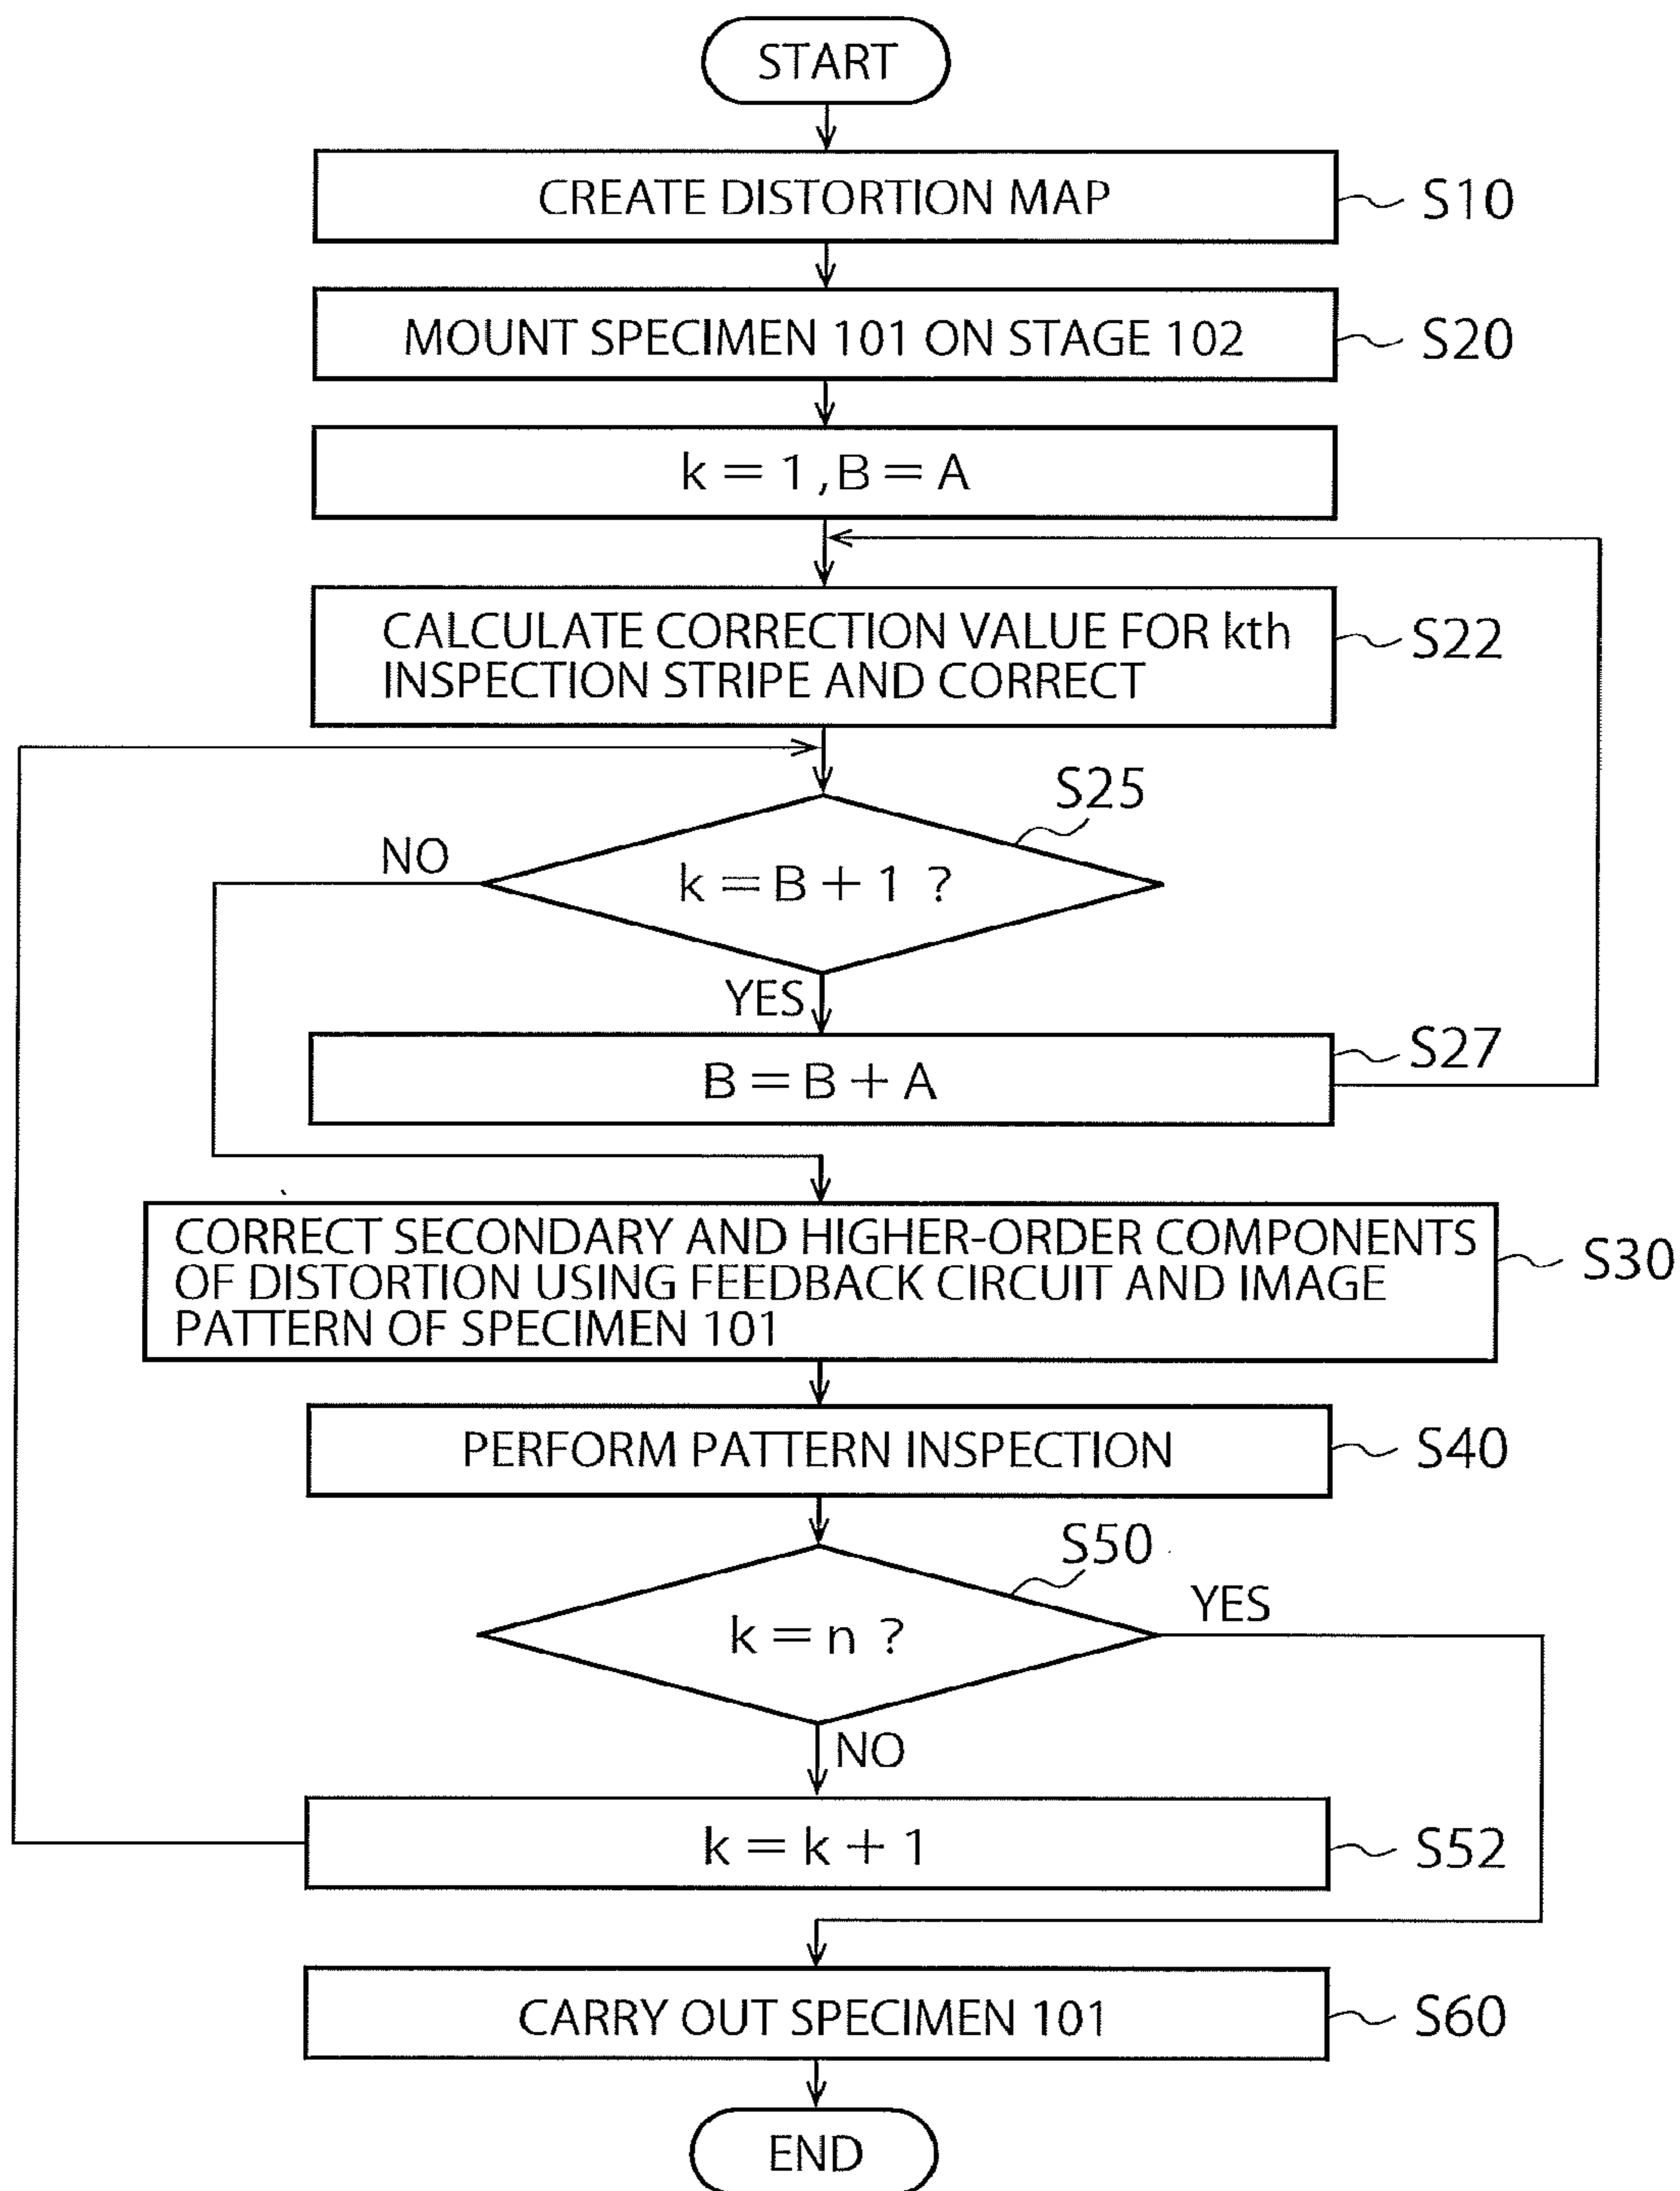 START
CREATE DISTORTION MAP
S10
MOUNT SPECIMEN 101 ON STAGE 102
S20
k = 1 , B = A
CALCULATE CORRECTION VALUE FOR kth
INSPECTION STRIPE AND CORRECT
S22
S25
NO
k = B + 1 ?
YES
S27
B = B + A
CORRECT SECONDARY AND HIGHER-ORDER COMPONENTS
OF DISTORTION USING FEEDBACK CIRCUIT AND IMAGE
PATTERN OF SPECIMEN 101
S30
PERFORM PATTERN INSPECTION
S40
S50
YES
k = n ?
NO
k = k + 1
S52
CARRY OUT SPECIMEN 101
S60
END